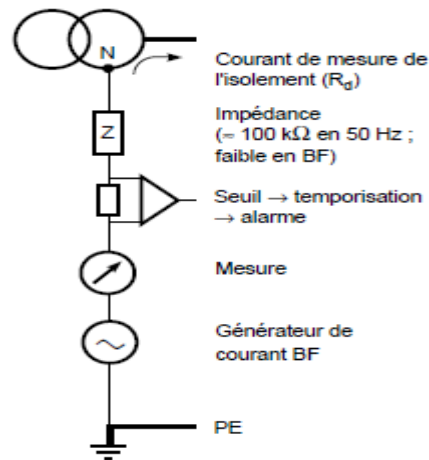 N
Courant de mesure de
l'isolement (Rd)
Z
Impédance
(≈ 100 kΩ en 50 Hz ;
faible en BF)
Seuil → temporisation
→ alarme
Mesure
Générateur de
courant BF
PE